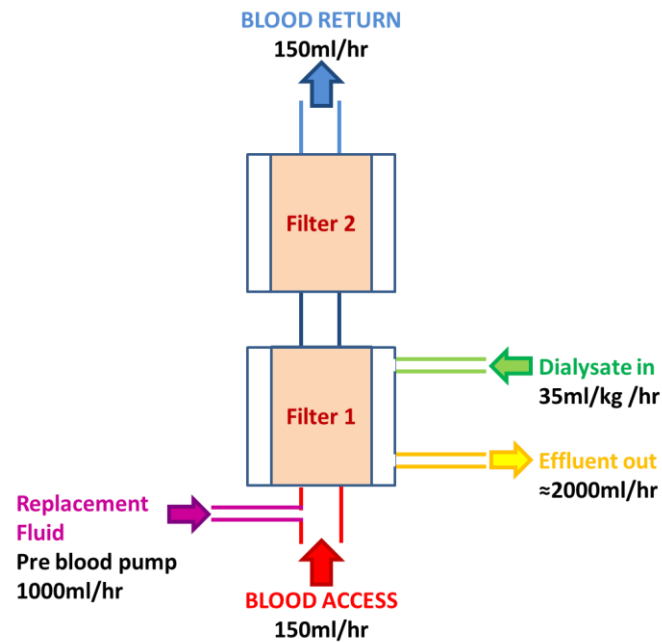 BLOOD RETURN
150ml/hr
Filter 2
Filter 1
Dialysate in
35ml/kg /hr
Effluent out
≈2000ml/hr
Replacement
Fluid
Pre blood pump
1000ml/hr
BLOOD ACCESS
150ml/hr